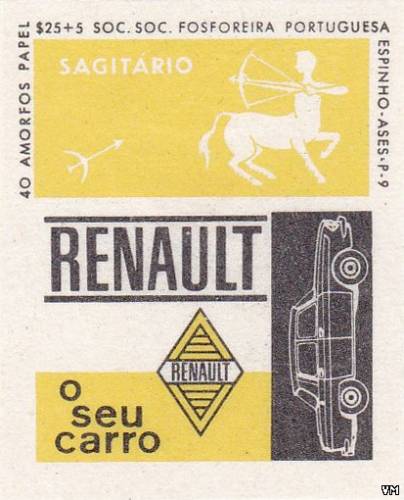 40 AMORFOS PAPEL
$25+5 SOC. SOC. FOSFOREIRA PORTUGUESA
ESPINHO-ASES, P-9
SAGITÁRIO
RENAULT
RENAULT
o
seu
carro
VM